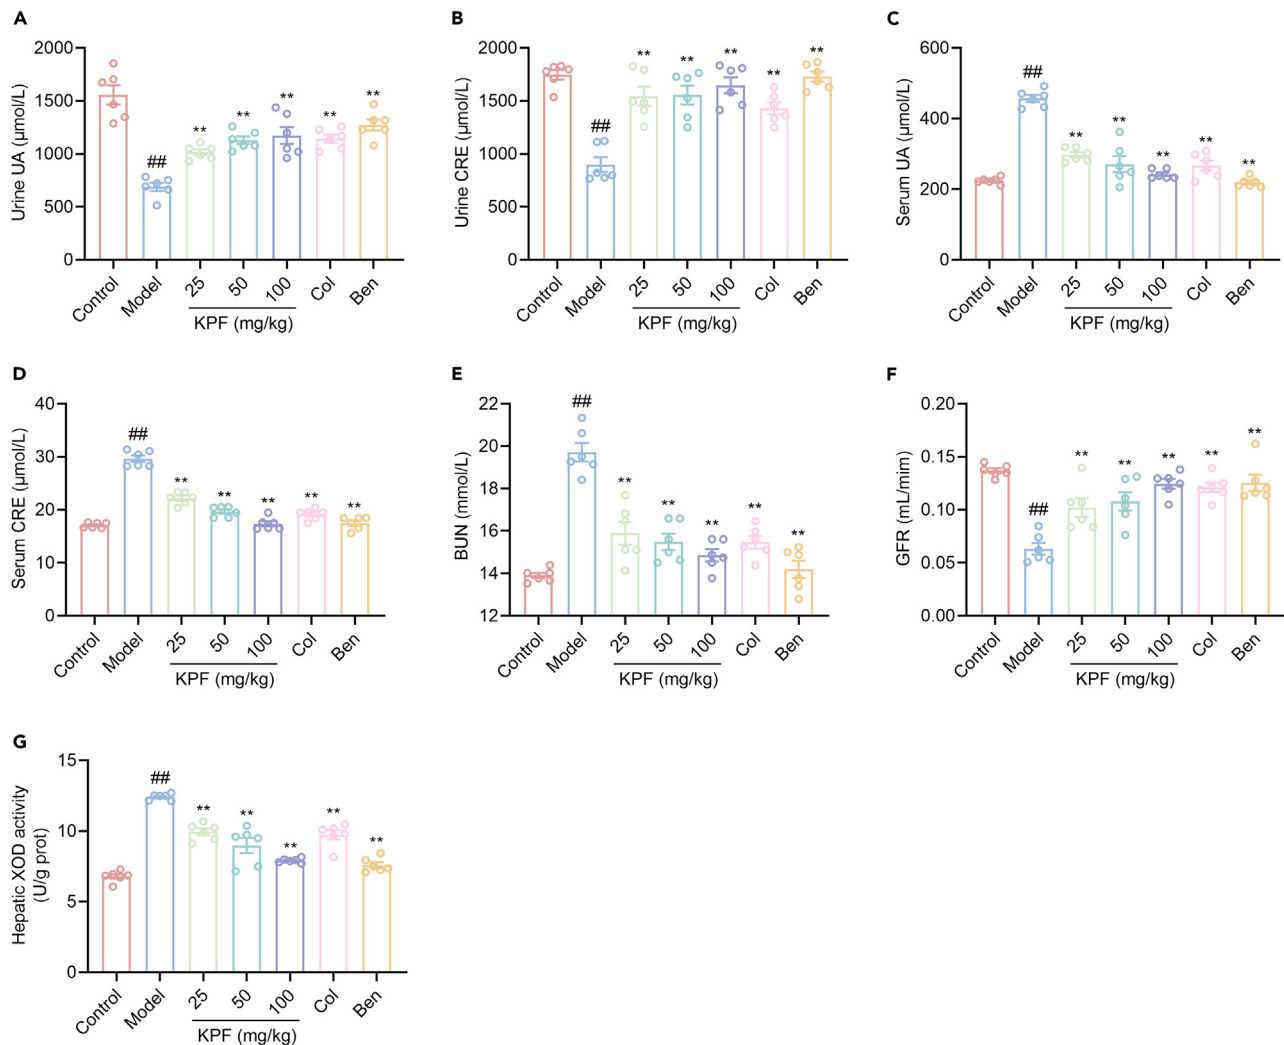 A
Urine UA (μmol/L)
2000
1500
1000
500
0
##
**
**
**
**
**
Control
Model
25
50
100
Col
Ben
KPF (mg/kg)
B
Urine CRE (μmol/L)
2000
1500
1000
500
0
##
**
**
**
**
**
Control
Model
25
50
100
Col
Ben
KPF (mg/kg)
C
Serum UA (μmol/L)
600
400
200
0
##
**
**
**
**
**
Control
Model
25
50
100
Col
Ben
KPF (mg/kg)
D
Serum CRE (μmol/L)
40
30
20
10
0
##
**
**
**
**
**
Control
Model
25
50
100
Col
Ben
KPF (mg/kg)
E
BUN (mmol/L)
22
20
18
16
14
12
##
**
**
**
**
**
Control
Model
25
50
100
Col
Ben
KPF (mg/kg)
F
GFR (mL/mim)
0.20
0.15
0.10
0.05
0.00
##
**
**
**
**
**
Control
Model
25
50
100
Col
Ben
KPF (mg/kg)
G
Hepatic XOD activity
(U/g prot)
15
10
5
0
##
**
**
**
**
**
Control
Model
25
50
100
Col
Ben
KPF (mg/kg)